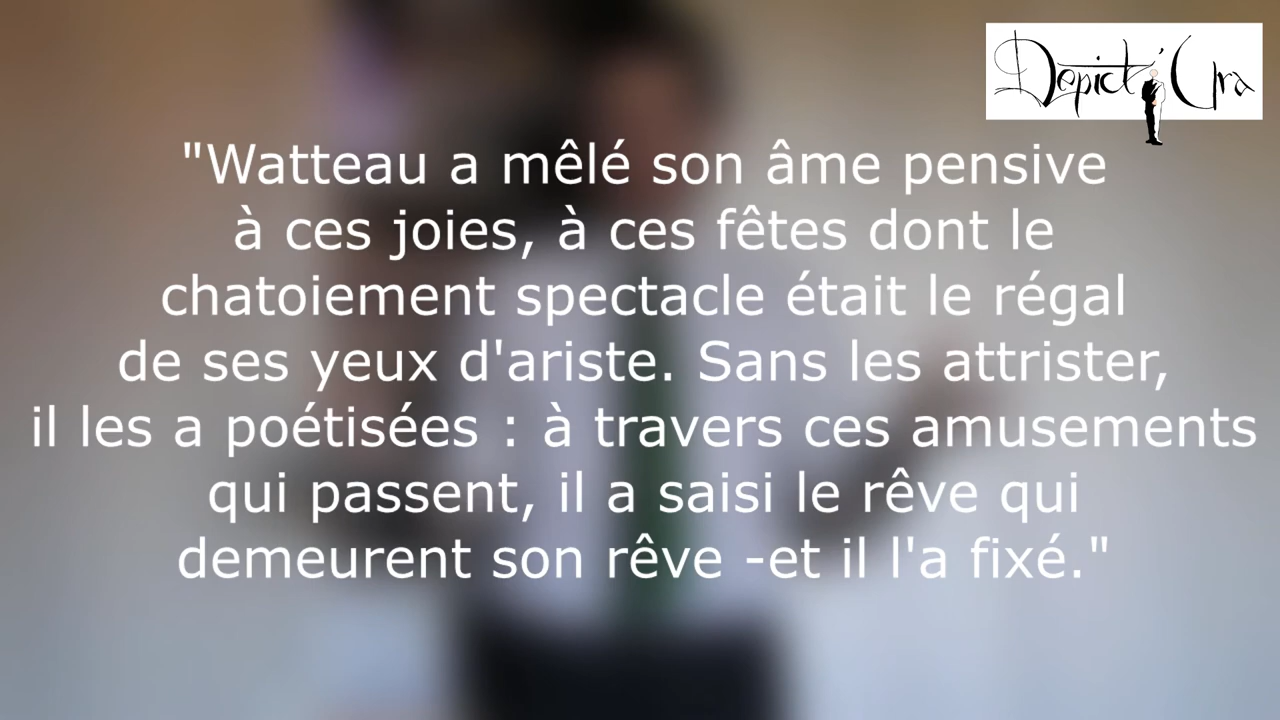 Depict'Ura
"Watteau a mêlé son âme pensive
à ces joies, à ces fêtes dont le
chatoiement spectacle était le régal
de ses yeux d'ariste. Sans les attrister,
il les a poétisées : à travers ces amusements
qui passent, il a saisi le rêve qui
demeurent son rêve -et il l'a fixé."